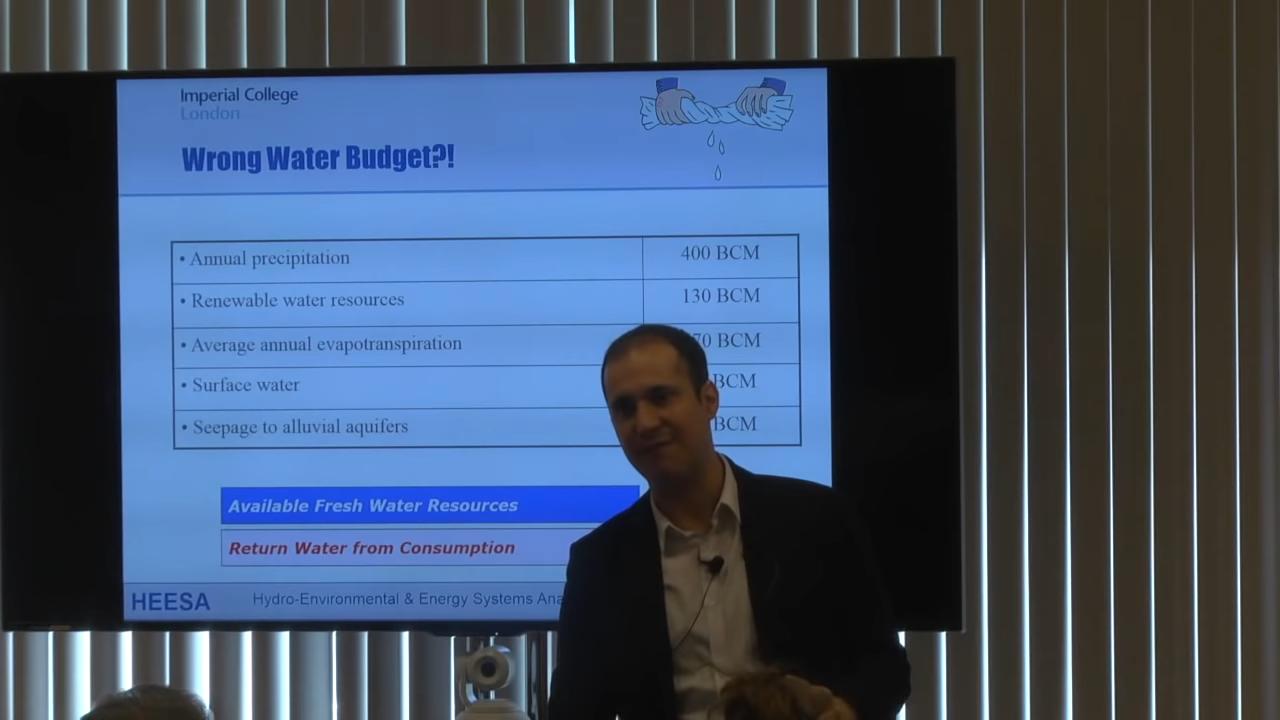 Imperial College
London
Wrong Water Budget?!
• Annual precipitation 400 BCM
• Renewable water resources 130 BCM
• Average annual evapotranspiration BCM
• Surface water BCM
• Seepage to alluvial aquifers BCM
Available Fresh Water Resources
Return Water from Consumption
HEESA Hydro-Environmental & Energy Systems